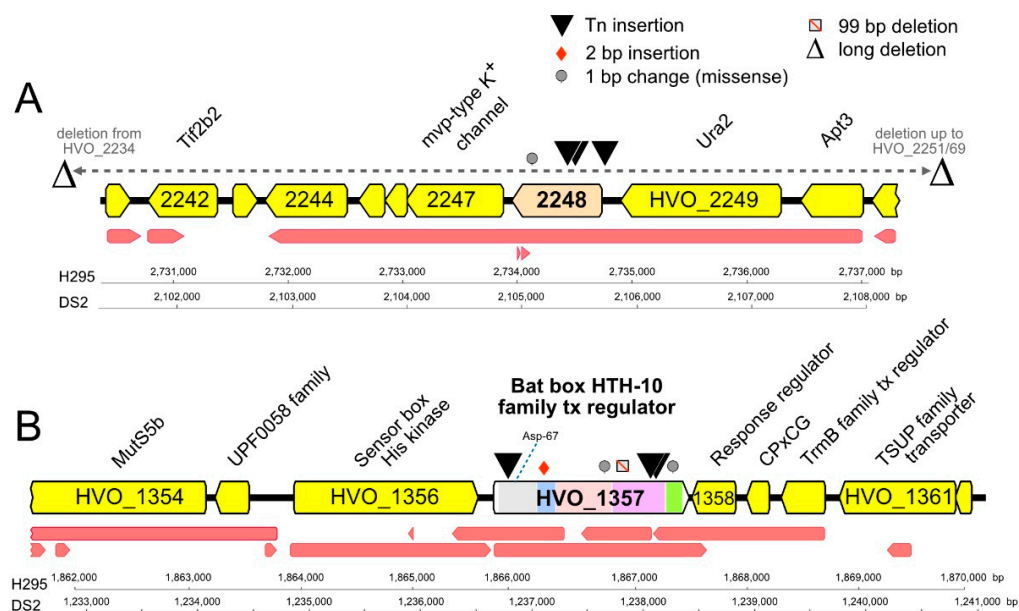 Tn insertion
2 bp insertion
1 bp change (missense)
99 bp deletion
long deletion
A
deletion from
HVO_2234
Tif2b2
mvp-type K+
channel
Ura2
Apt3
deletion up to
HVO_2251/69
2242
2244
2247
2248
HVO_2249
H295
2,731,000
2,732,000
2,733,000
2,734,000
2,735,000
2,736,000
2,737,000
bp
DS2
2,102,000
2,103,000
2,104,000
2,105,000
2,106,000
2,107,000
2,108,000
bp
B
MutS5b
UPF0058 family
Sensor box
His kinase
Bat box HTH-10
family tx regulator
Asp-67
Response regulator
CPxCG
TrmB family tx regulator
TSUP family
transporter
HVO_1354
HVO_1356
HVO_1357
1358
HVO_1361
H295
1,862,000
1,863,000
1,864,000
1,865,000
1,866,000
1,867,000
1,868,000
1,869,000
1,870,000
bp
DS2
1,233,000
1,234,000
1,235,000
1,236,000
1,237,000
1,238,000
1,239,000
1,240,000
1,241,000
bp